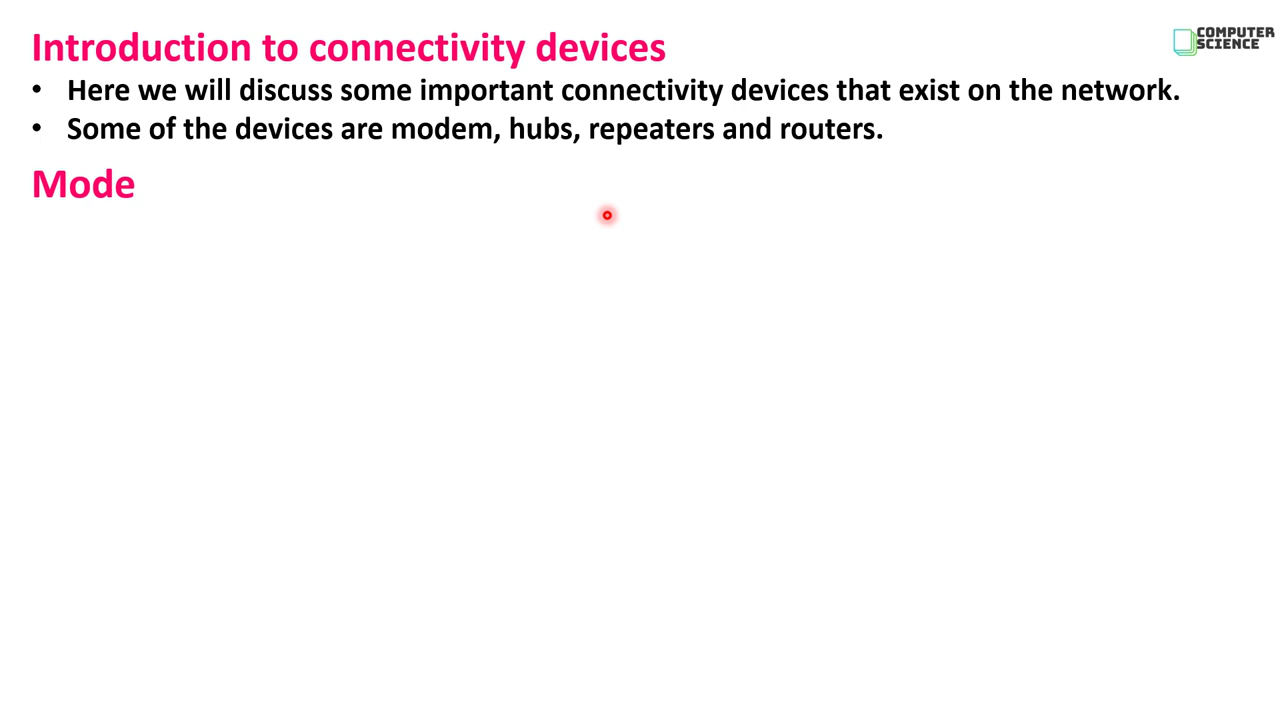 Introduction to connectivity devices
COMPUTER
SCIENCE
• Here we will discuss some important connectivity devices that exist on the network.
• Some of the devices are modem, hubs, repeaters and routers.
Mode